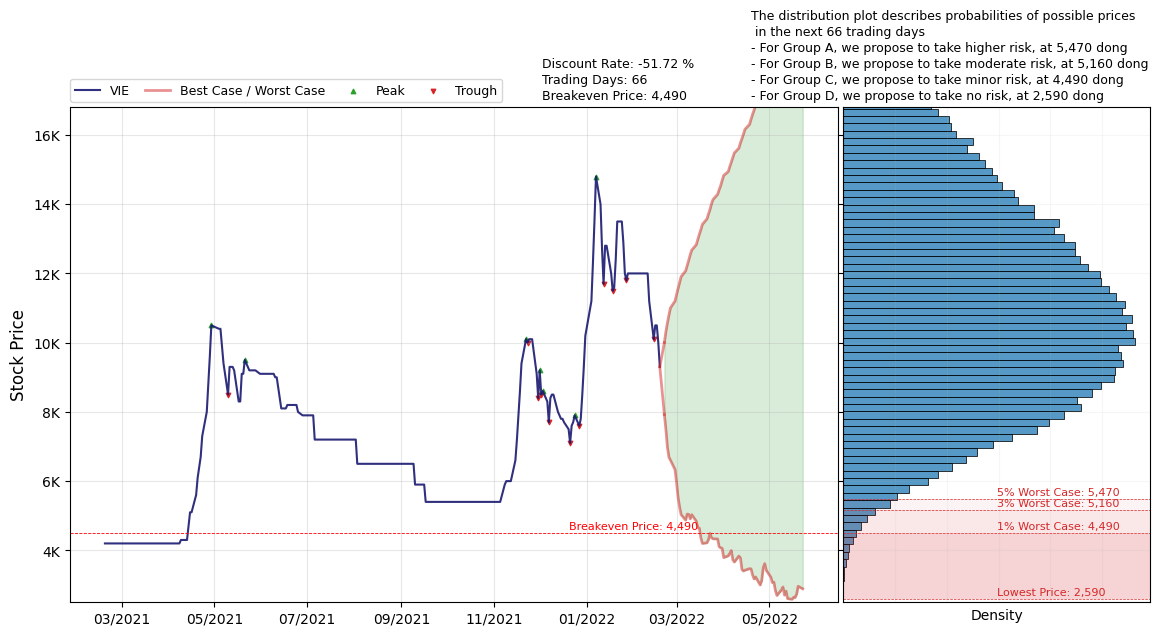 The distribution plot describes probabilities of possible prices
in the next 66 trading days
- For Group A, we propose to take higher risk, at 5,470 dong
- For Group B, we propose to take moderate risk, at 5,160 dong
- For Group C, we propose to take minor risk, at 4,490 dong
- For Group D, we propose to take no risk, at 2,590 dong
Discount Rate: -51.72 %
Trading Days: 66
Breakeven Price: 4,490
VIE
Best Case / Worst Case
Peak
Trough
Stock Price
16K
14K
12K
10K
8K
6K
4K
Breakeven Price: 4,490
03/2021
05/2021
07/2021
09/2021
11/2021
01/2022
03/2022
05/2022
5% Worst Case: 5,470
3% Worst Case: 5,160
1% Worst Case: 4,490
Lowest Price: 2,590
Density